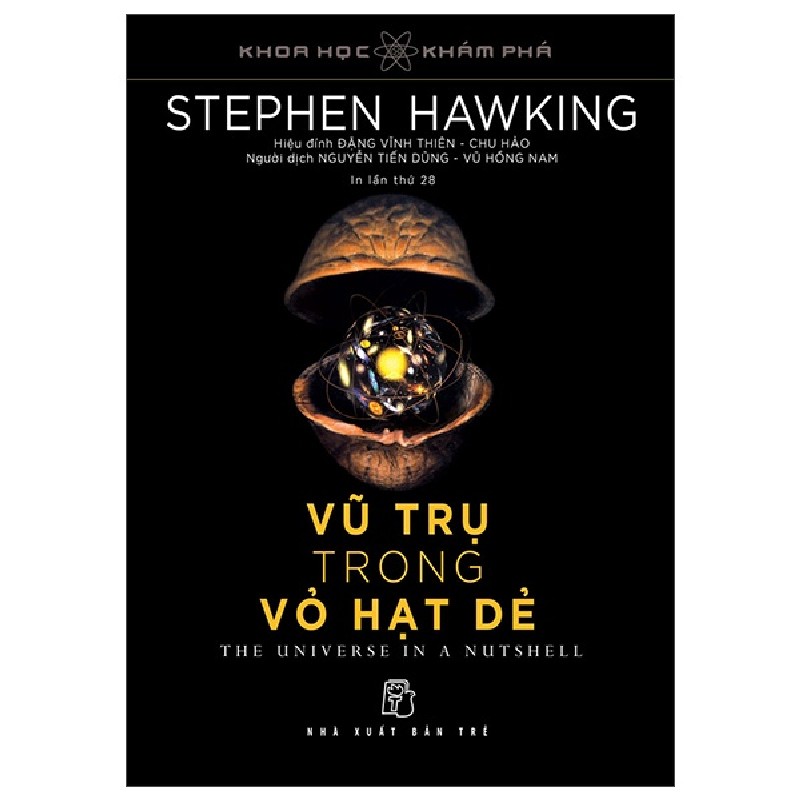 KHOA HỌC KHÁM PHÁ
STEPHEN HAWKING
Hiệu đính ĐẶNG VĨNH THIÊN - CHU HẢO
Người dịch NGUYỄN TIẾN DŨNG - VŨ HỒNG NAM
In lần thứ 28
VŨ TRỤ
TRONG
VỎ HẠT DẺ
THE UNIVERSE IN A NUTSHELL
NHÀ XUẤT BẢN TRẺ